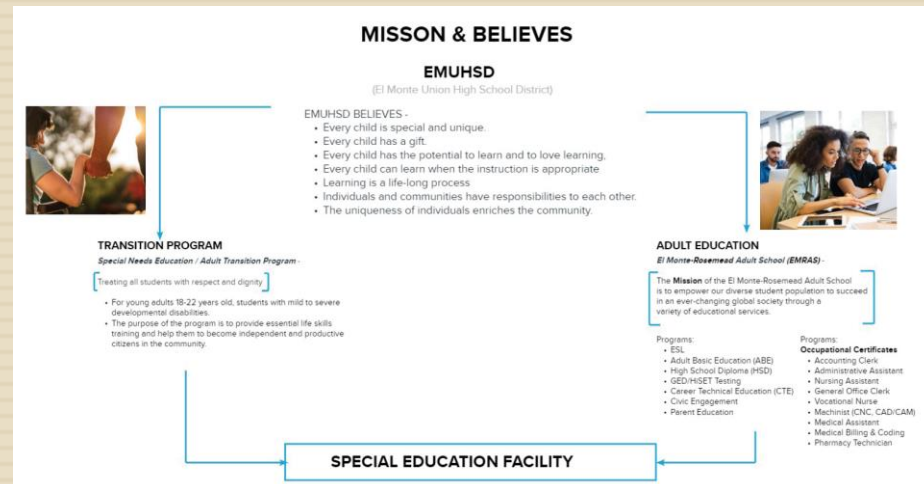 MISSON & BELIEVES
EMUHSD
(El Monte Union High School District)
EMUHSD BELIEVES -
• Every child is special and unique.
• Every child has a gift.
• Every child has the potential to learn and to love learning.
• Every child can learn when the instruction is appropriate
• Learning is a life-long process
• Individuals and communities have responsibilities to each other.
• The uniqueness of individuals enriches the community.
TRANSITION PROGRAM
Special Needs Education / Adult Transition Program -
Treating all students with respect and dignity
• For young adults 18-22 years old, students with mild to severe
developmental disabilities.
• The purpose of the program is to provide essential life skills
training and help them to become independent and productive
citizens in the community.
ADULT EDUCATION
El Monte-Rosemead Adult School (EMRAS) -
The Mission of the El Monte-Rosemead Adult School
is to empower our diverse student population to succeed
in an ever-changing global society through a
variety of educational services.
Programs:
• ESL
• Adult Basic Education (ABE)
• High School Diploma (HSD)
• GED/HiSET Testing
• Career Technical Education (CTE)
• Civic Engagement
• Parent Education
Programs:
Occupational Certificates
• Accounting Clerk
• Administrative Assistant
• Nursing Assistant
• General Office Clerk
• Vocational Nurse
• Machinist (CNC, CAD/CAM)
• Medical Assistant
• Medical Billing & Coding
• Pharmacy Technician
SPECIAL EDUCATION FACILITY